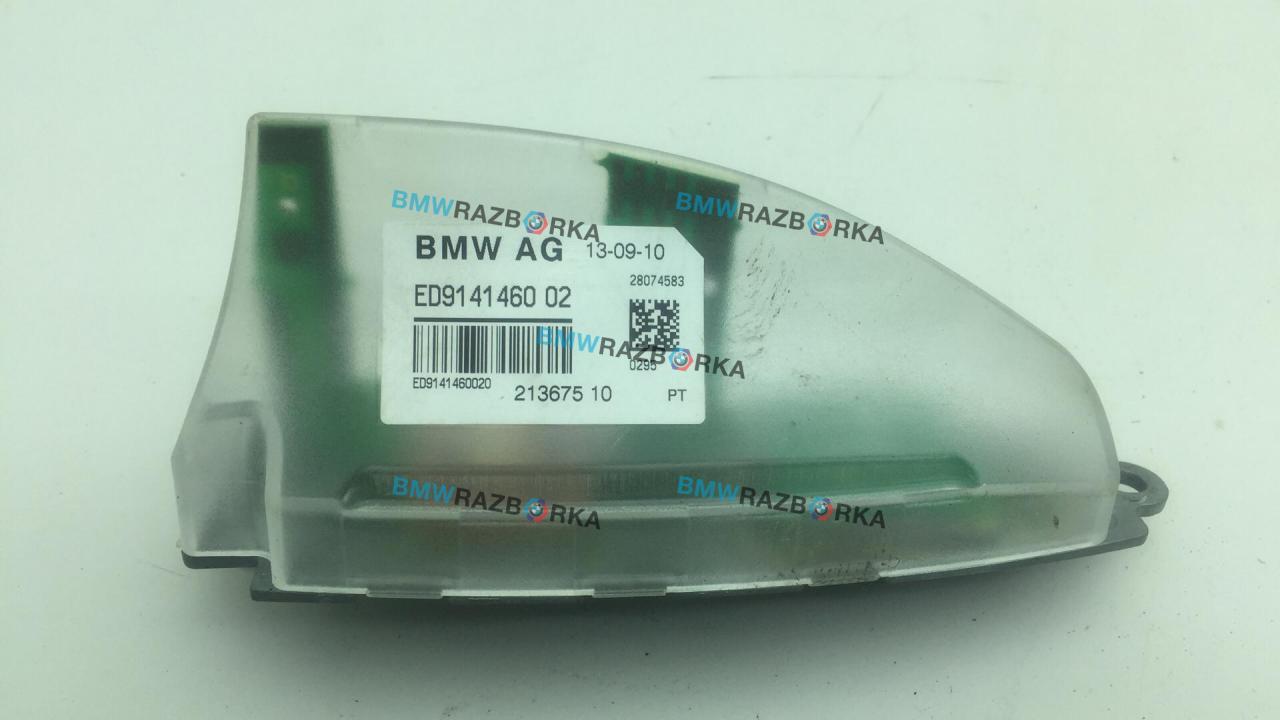 BMWRAZBORKA BMWRAZBORKA
BMW AG 13-09-10
28074583
ED9141460 02
BMWRAZBORKA
0295
ED9141460020
213675 10 PT
BMWRAZBORKA BMWRAZBORKA